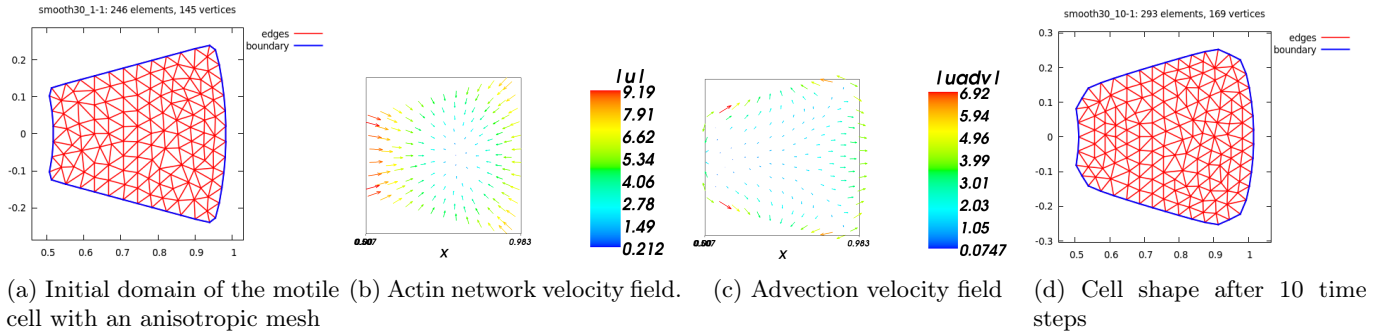 smooth30_1-1: 246 elements, 145 vertices
edges
boundary
0.2
0.1
0
-0.1
-0.2
0.5 0.6 0.7 0.8 0.9 1
|u|
9.19
7.91
6.62
5.34
4.06
2.78
1.49
0.212
0.983
x
|uadv|
6.92
5.94
4.96
3.99
3.01
2.03
1.05
0.0747
0.983
x
smooth30_10-1: 293 elements, 169 vertices
edges
boundary
0.3
0.2
0.1
0
-0.1
-0.2
-0.3
0.5 0.6 0.7 0.8 0.9 1
(a) Initial domain of the motile
cell with an anisotropic mesh
(b) Actin network velocity field.
(c) Advection velocity field
(d) Cell shape after 10 time
steps